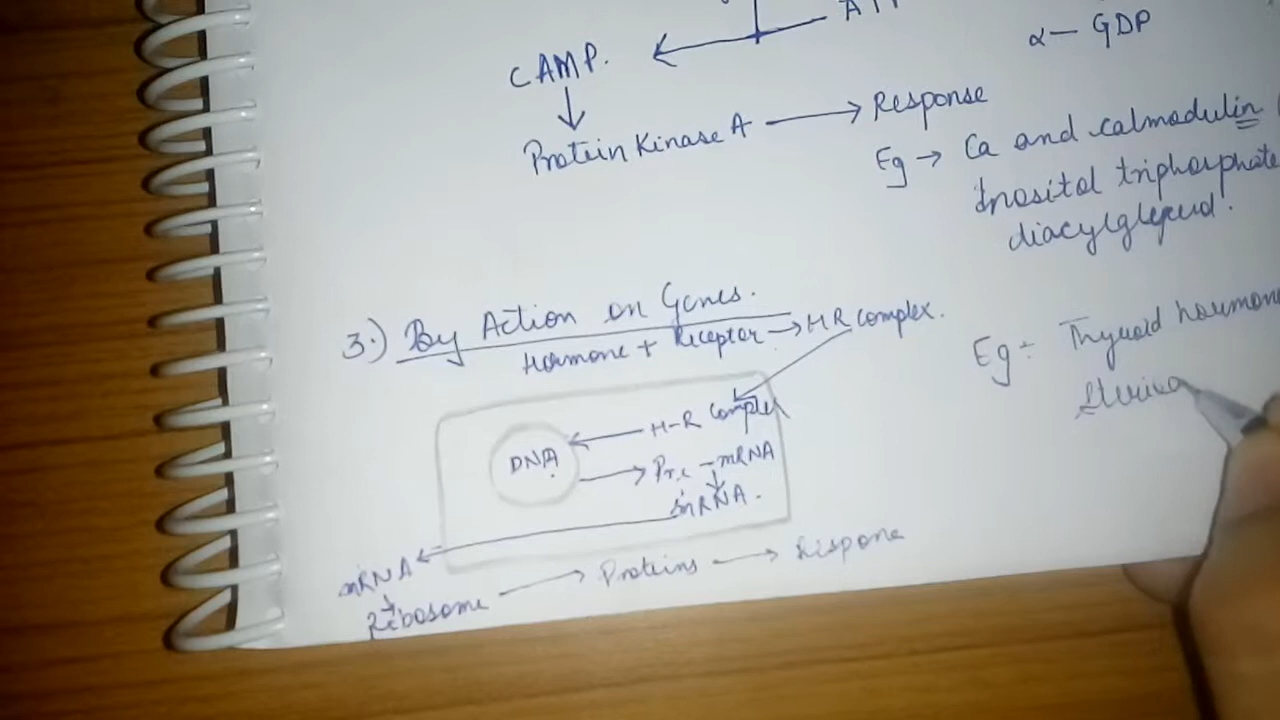 ATP
CAMP.
α— GDP
Protein Kinase A → Response
Eg → Ca and calmodulin
Inositol triphosphate
diacylglycerol.
3.) By Action on Genes.
Hormone + Receptor → HR complex.
Eg :- Thyroid hormon
H-R Complex
DNA
Pre-mRNA
mRNA.
mRNA
Ribosome → Proteins → Response